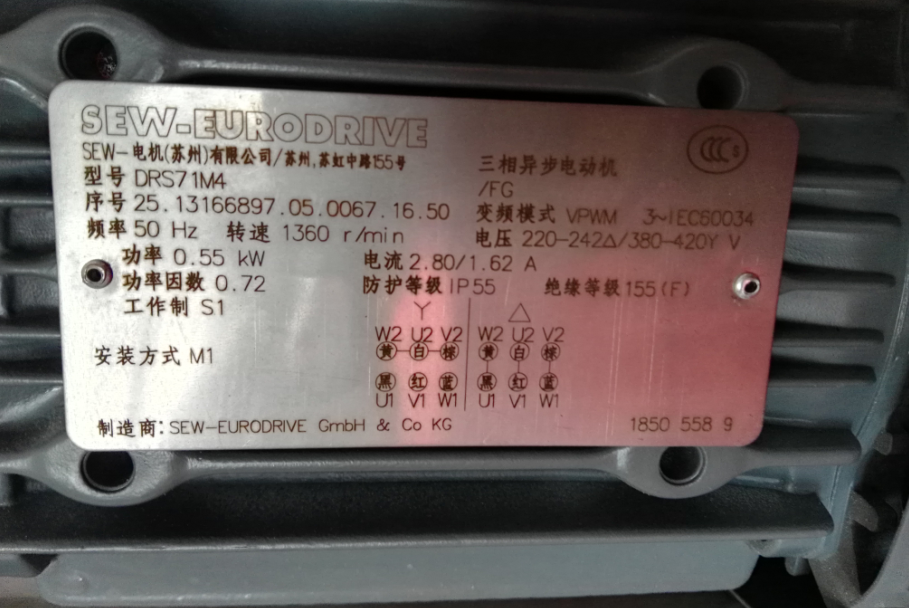 SEW-EURODRIVE
SEW-电机(苏州)有限公司/苏州,苏虹中路155号
三相异步电动机
CCC S
型号 DRS71M4
/FG
序号 25.13166897.05.0067.16.50
变频模式 VPWM 3~IEC60034
频率 50 Hz 转速 1360 r/min
电压 220-242Δ/380-420Y V
功率 0.55 kW
电流 2.80/1.62 A
功率因数 0.72
防护等级 IP55
绝缘等级 155(F)
工作制 S1
Y △
W2 U2 V2 W2 U2 V2
黄 白 棕 黄 白 棕
安装方式 M1
黑 红 蓝 黑 红 蓝
U1 V1 W1 U1 V1 W1
制造商: SEW-EURODRIVE GmbH & Co KG
1850 558 9